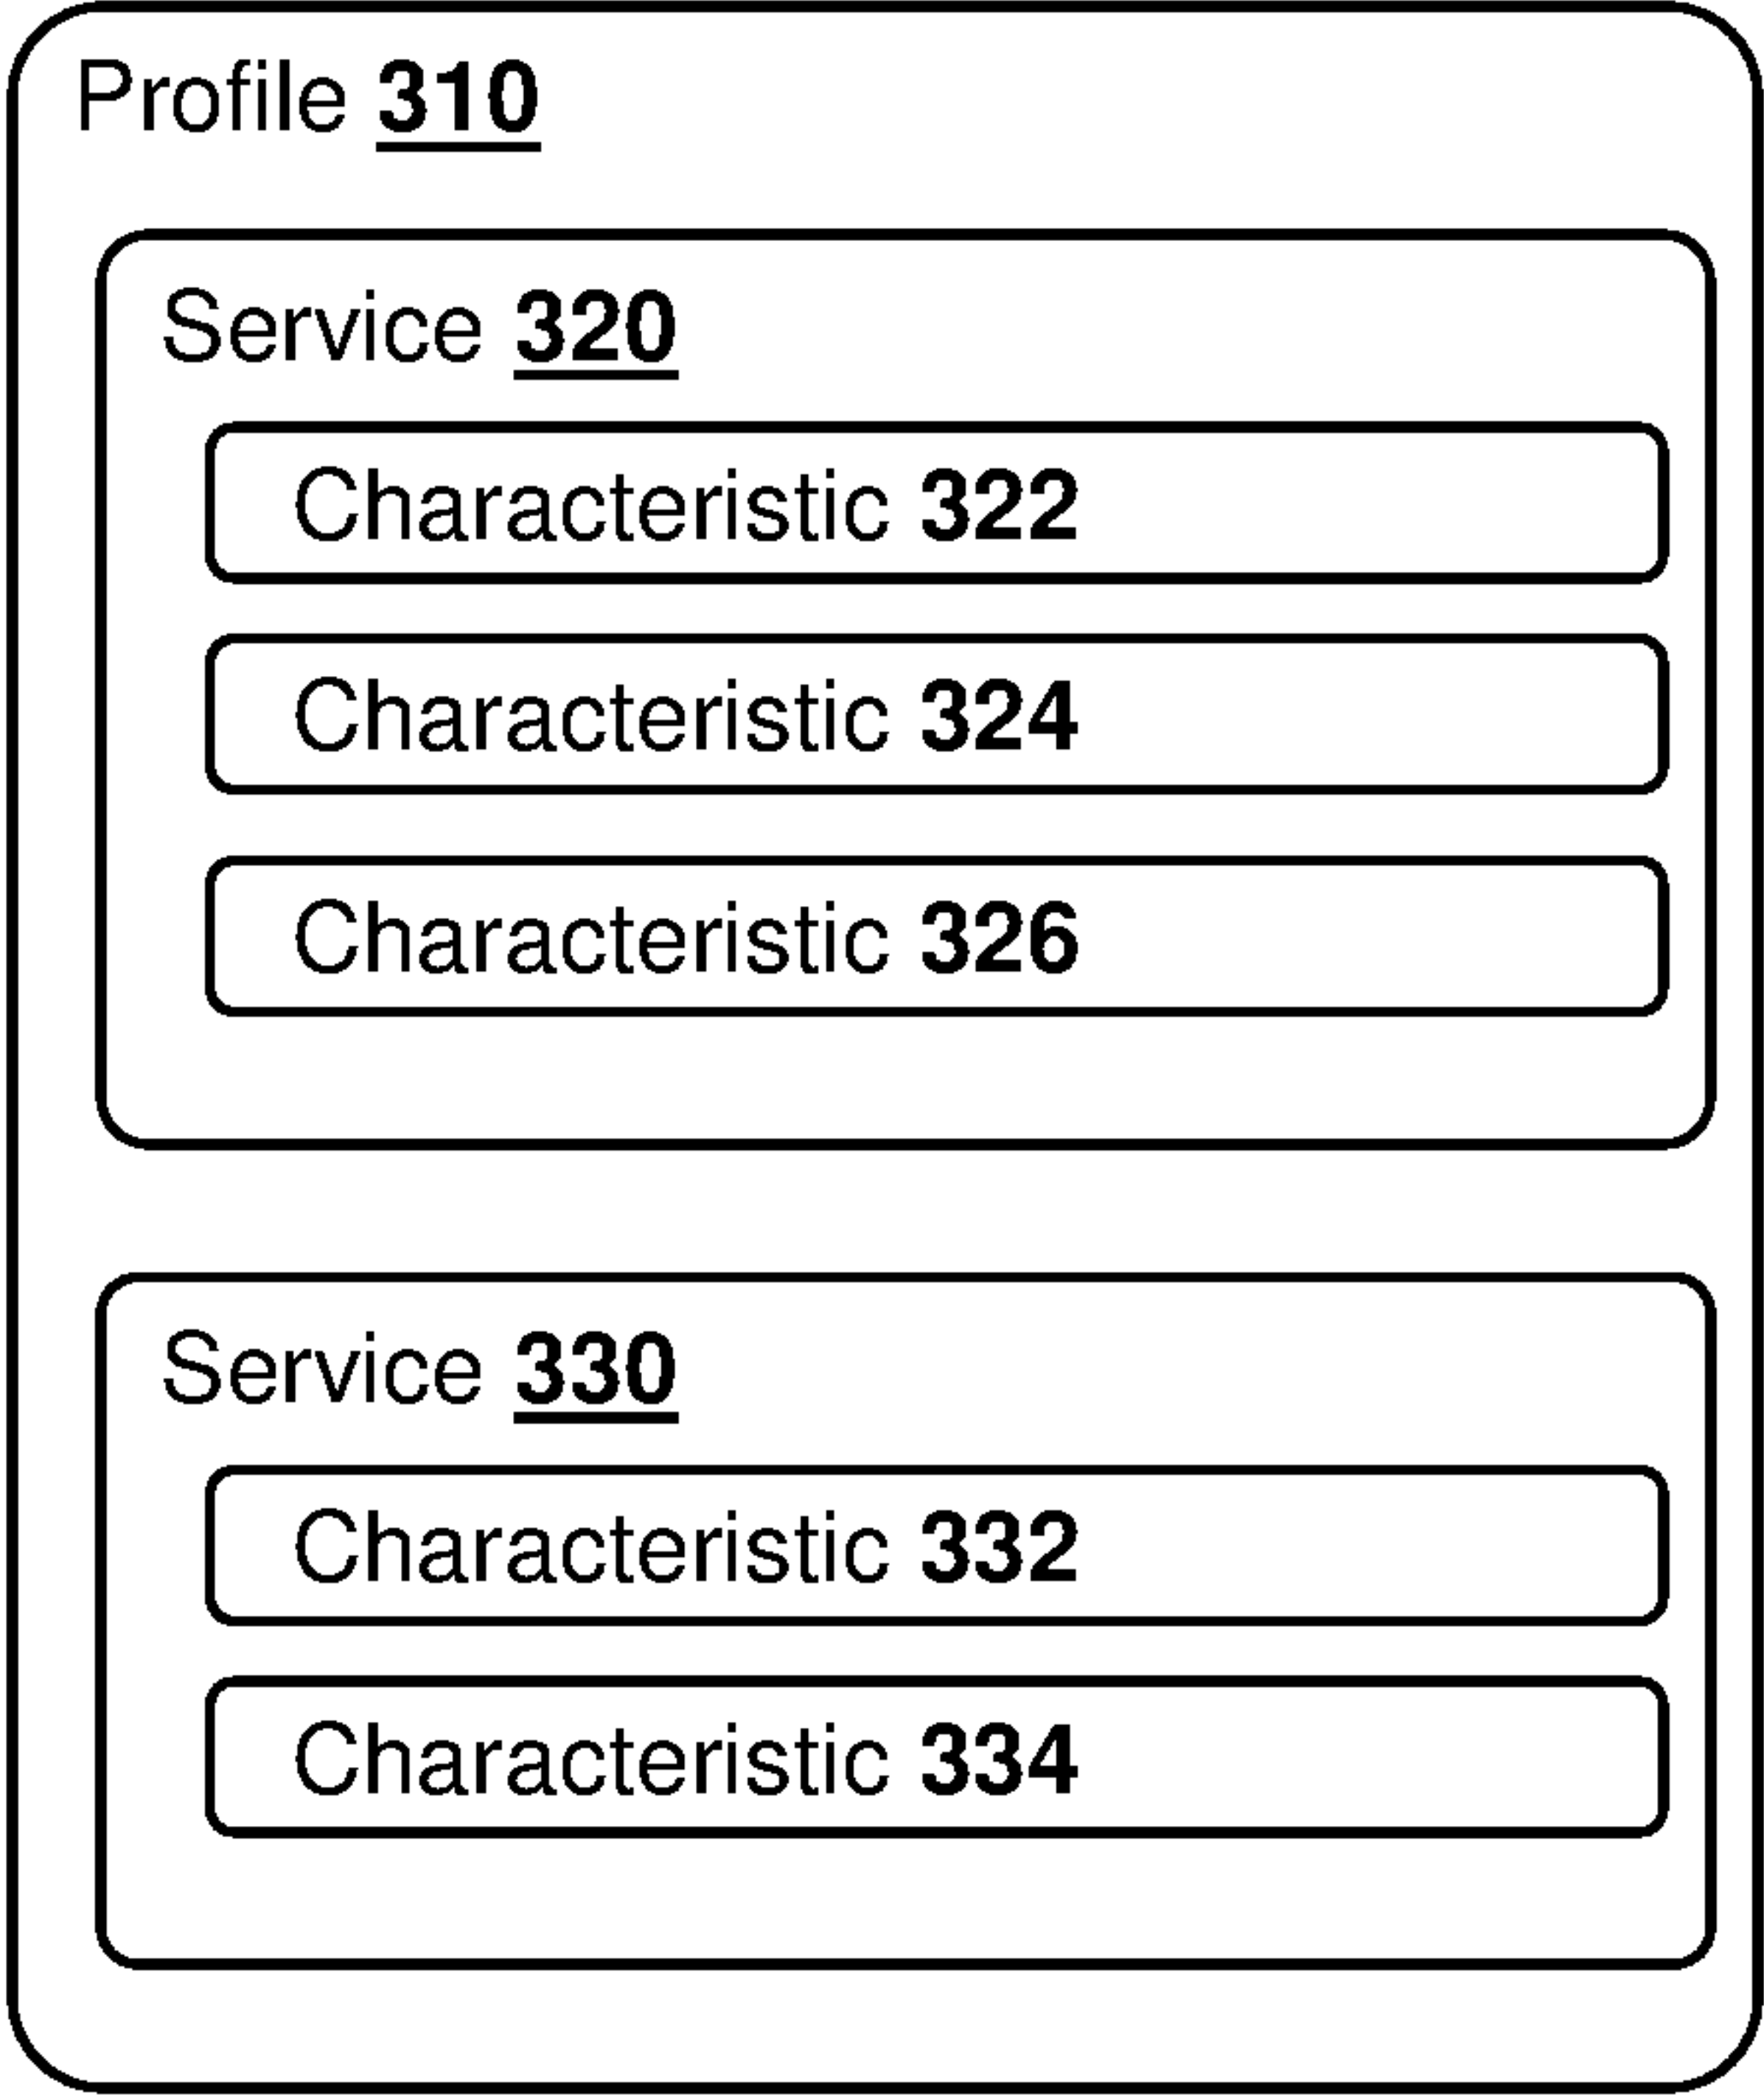 Profile 310
Service 320
Characteristic 322
Characteristic 324
Characteristic 326
Service 330
Characteristic 332
Characteristic 334